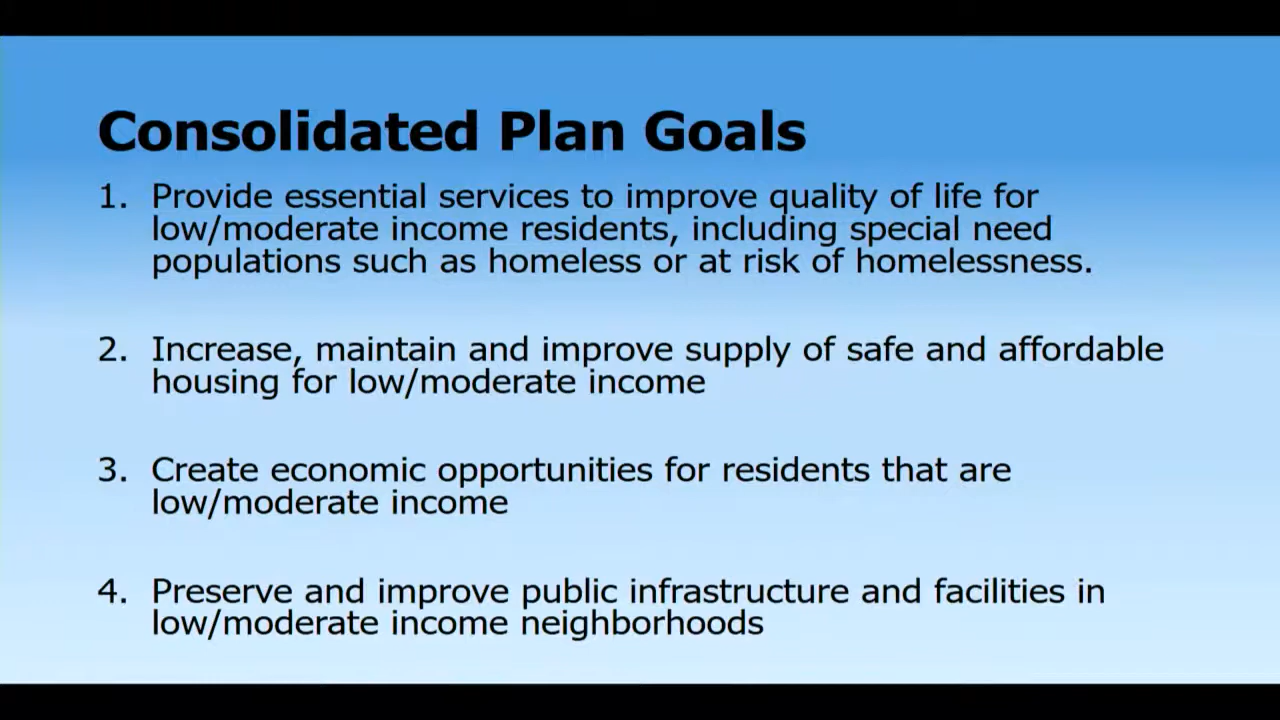 Consolidated Plan Goals
1. Provide essential services to improve quality of life for
low/moderate income residents, including special need
populations such as homeless or at risk of homelessness.
2. Increase, maintain and improve supply of safe and affordable
housing for low/moderate income
3. Create economic opportunities for residents that are
low/moderate income
4. Preserve and improve public infrastructure and facilities in
low/moderate income neighborhoods